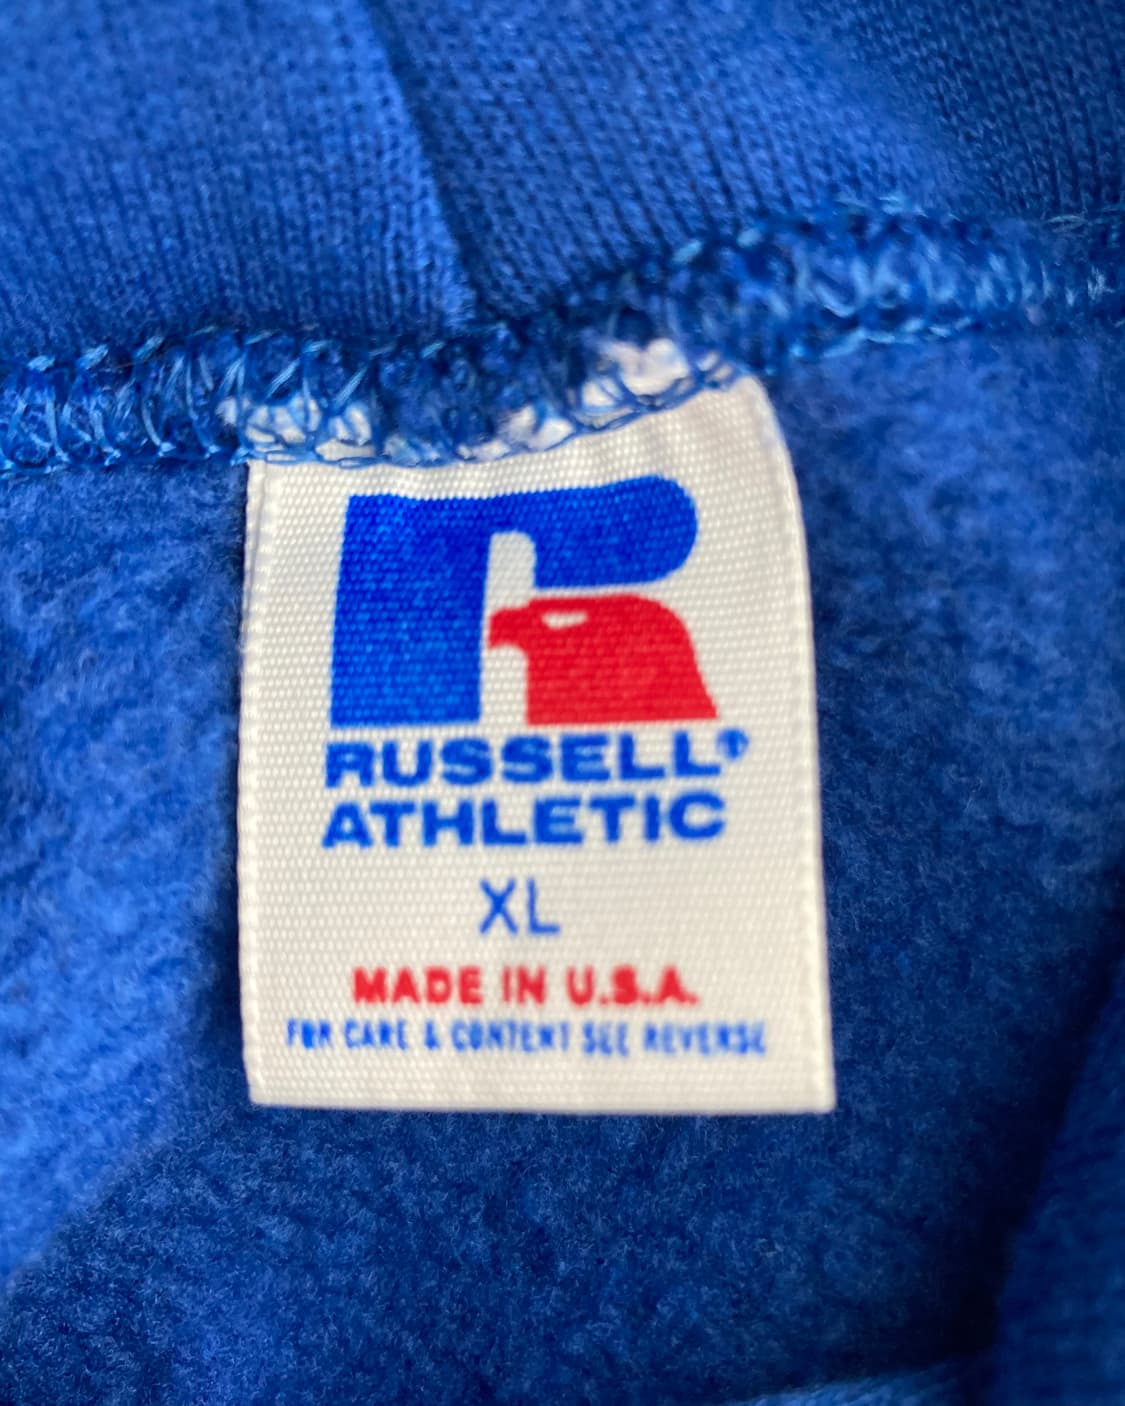 RUSSELL®
ATHLETIC
XL
MADE IN U.S.A.
FOR CARE & CONTENT SEE REVERSE